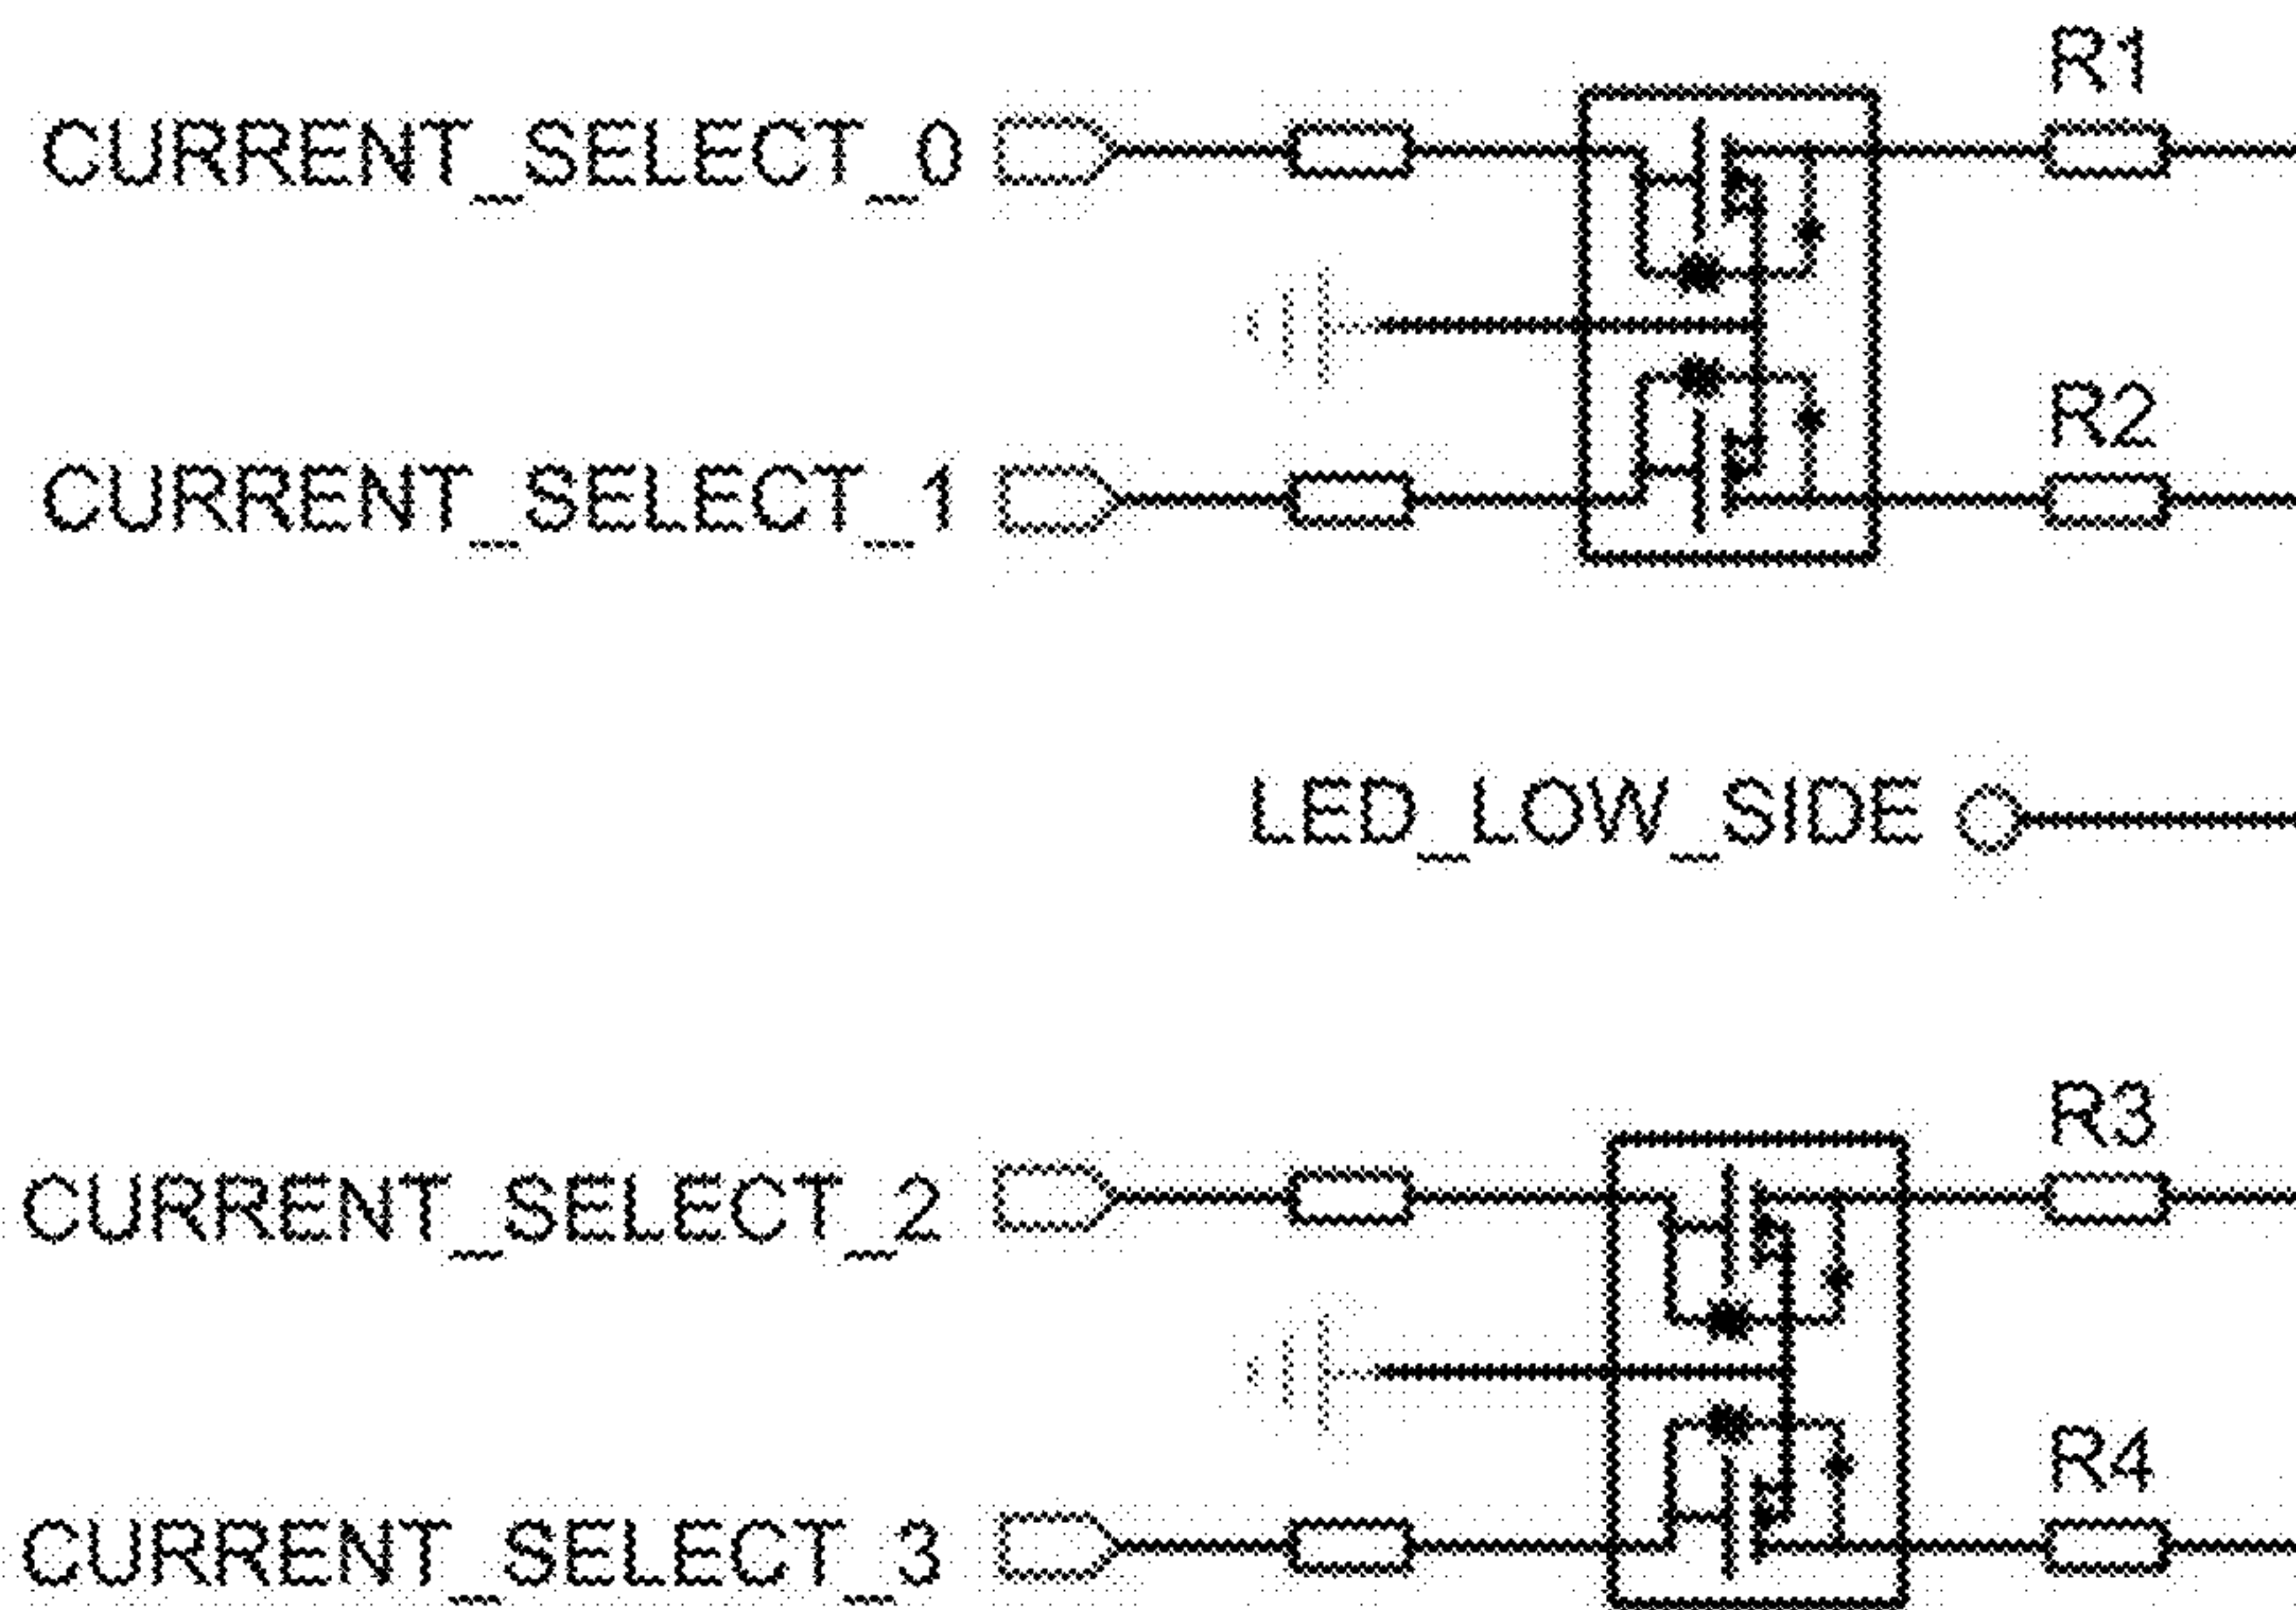 R1
CURRENT_SELECT_0
R2
CURRENT_SELECT_1
LED_LOW_SIDE
R3
CURRENT_SELECT_2
R4
CURRENT_SELECT_3